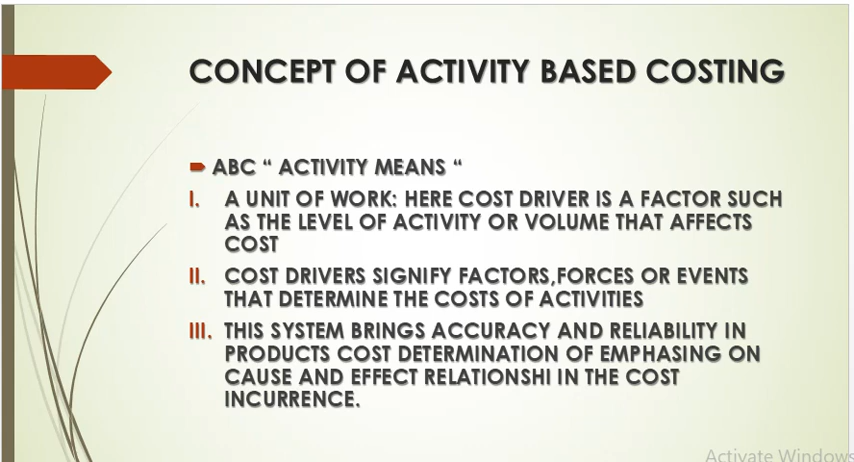 CONCEPT OF ACTIVITY BASED COSTING
ABC “ ACTIVITY MEANS “
I. A UNIT OF WORK: HERE COST DRIVER IS A FACTOR SUCH
AS THE LEVEL OF ACTIVITY OR VOLUME THAT AFFECTS
COST
II. COST DRIVERS SIGNIFY FACTORS,FORCES OR EVENTS
THAT DETERMINE THE COSTS OF ACTIVITIES
III. THIS SYSTEM BRINGS ACCURACY AND RELIABILITY IN
PRODUCTS COST DETERMINATION OF EMPHASING ON
CAUSE AND EFFECT RELATIONSHI IN THE COST
INCURRENCE.
Activate Windows